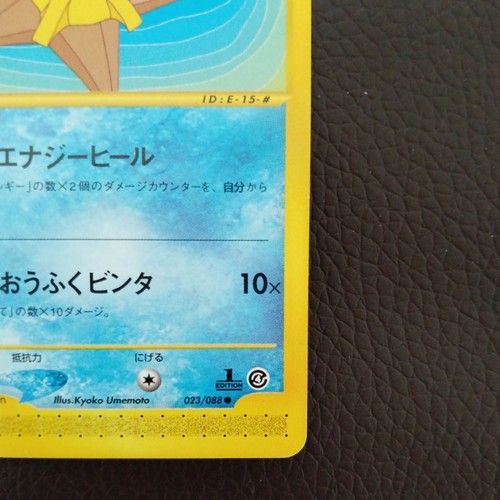 ID:E-15-#
エナジーヒール
ルギー」の数×2個のダメージカウンターを、自分から
おうふくビンタ 10×
て」の数×10ダメージ。
抵抗力 にげる
1
EDITION
Illus.Kyoko Umemoto 023/088 ●